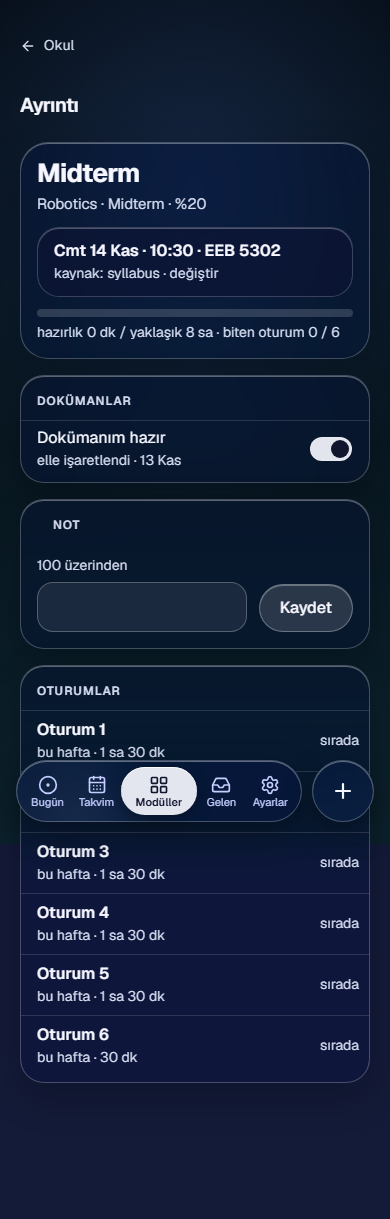 Okul
Ayrıntı
Midterm
Robotics · Midterm · %20
Cmt 14 Kas · 10:30 · EEB 5302
kaynak: syllabus · değiştir
hazırlık 0 dk / yaklaşık 8 sa · biten oturum 0 / 6
DOKÜMANLAR
Dokümanım hazır
elle işaretlendi · 13 Kas
NOT
100 üzerinden
Kaydet
OTURUMLAR
Oturum 1
bu hafta · 1 sa 30 dk
sırada
Bugün
Takvim
Modüller
Gelen
Ayarlar
Oturum 3
bu hafta · 1 sa 30 dk
sırada
Oturum 4
bu hafta · 1 sa 30 dk
sırada
Oturum 5
bu hafta · 1 sa 30 dk
sırada
Oturum 6
bu hafta · 30 dk
sırada